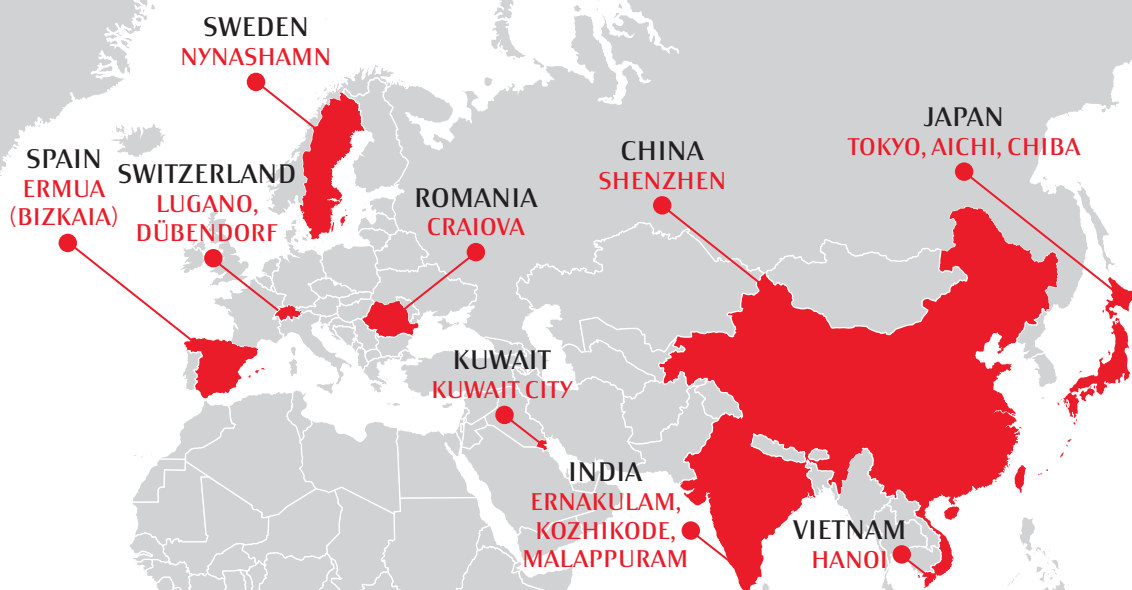 SWEDEN
NYNASHAMN
SPAIN
ERMUA
(BIZKAIA)
SWITZERLAND
LUGANO,
DÜBENDORF
ROMANIA
CRAIOVA
CHINA
SHENZHEN
JAPAN
TOKYO, AICHI, CHIBA
KUWAIT
KUWAIT CITY
INDIA
ERNAKULAM,
KOZHIKODE,
MALAPPURAM
VIETNAM
HANOI